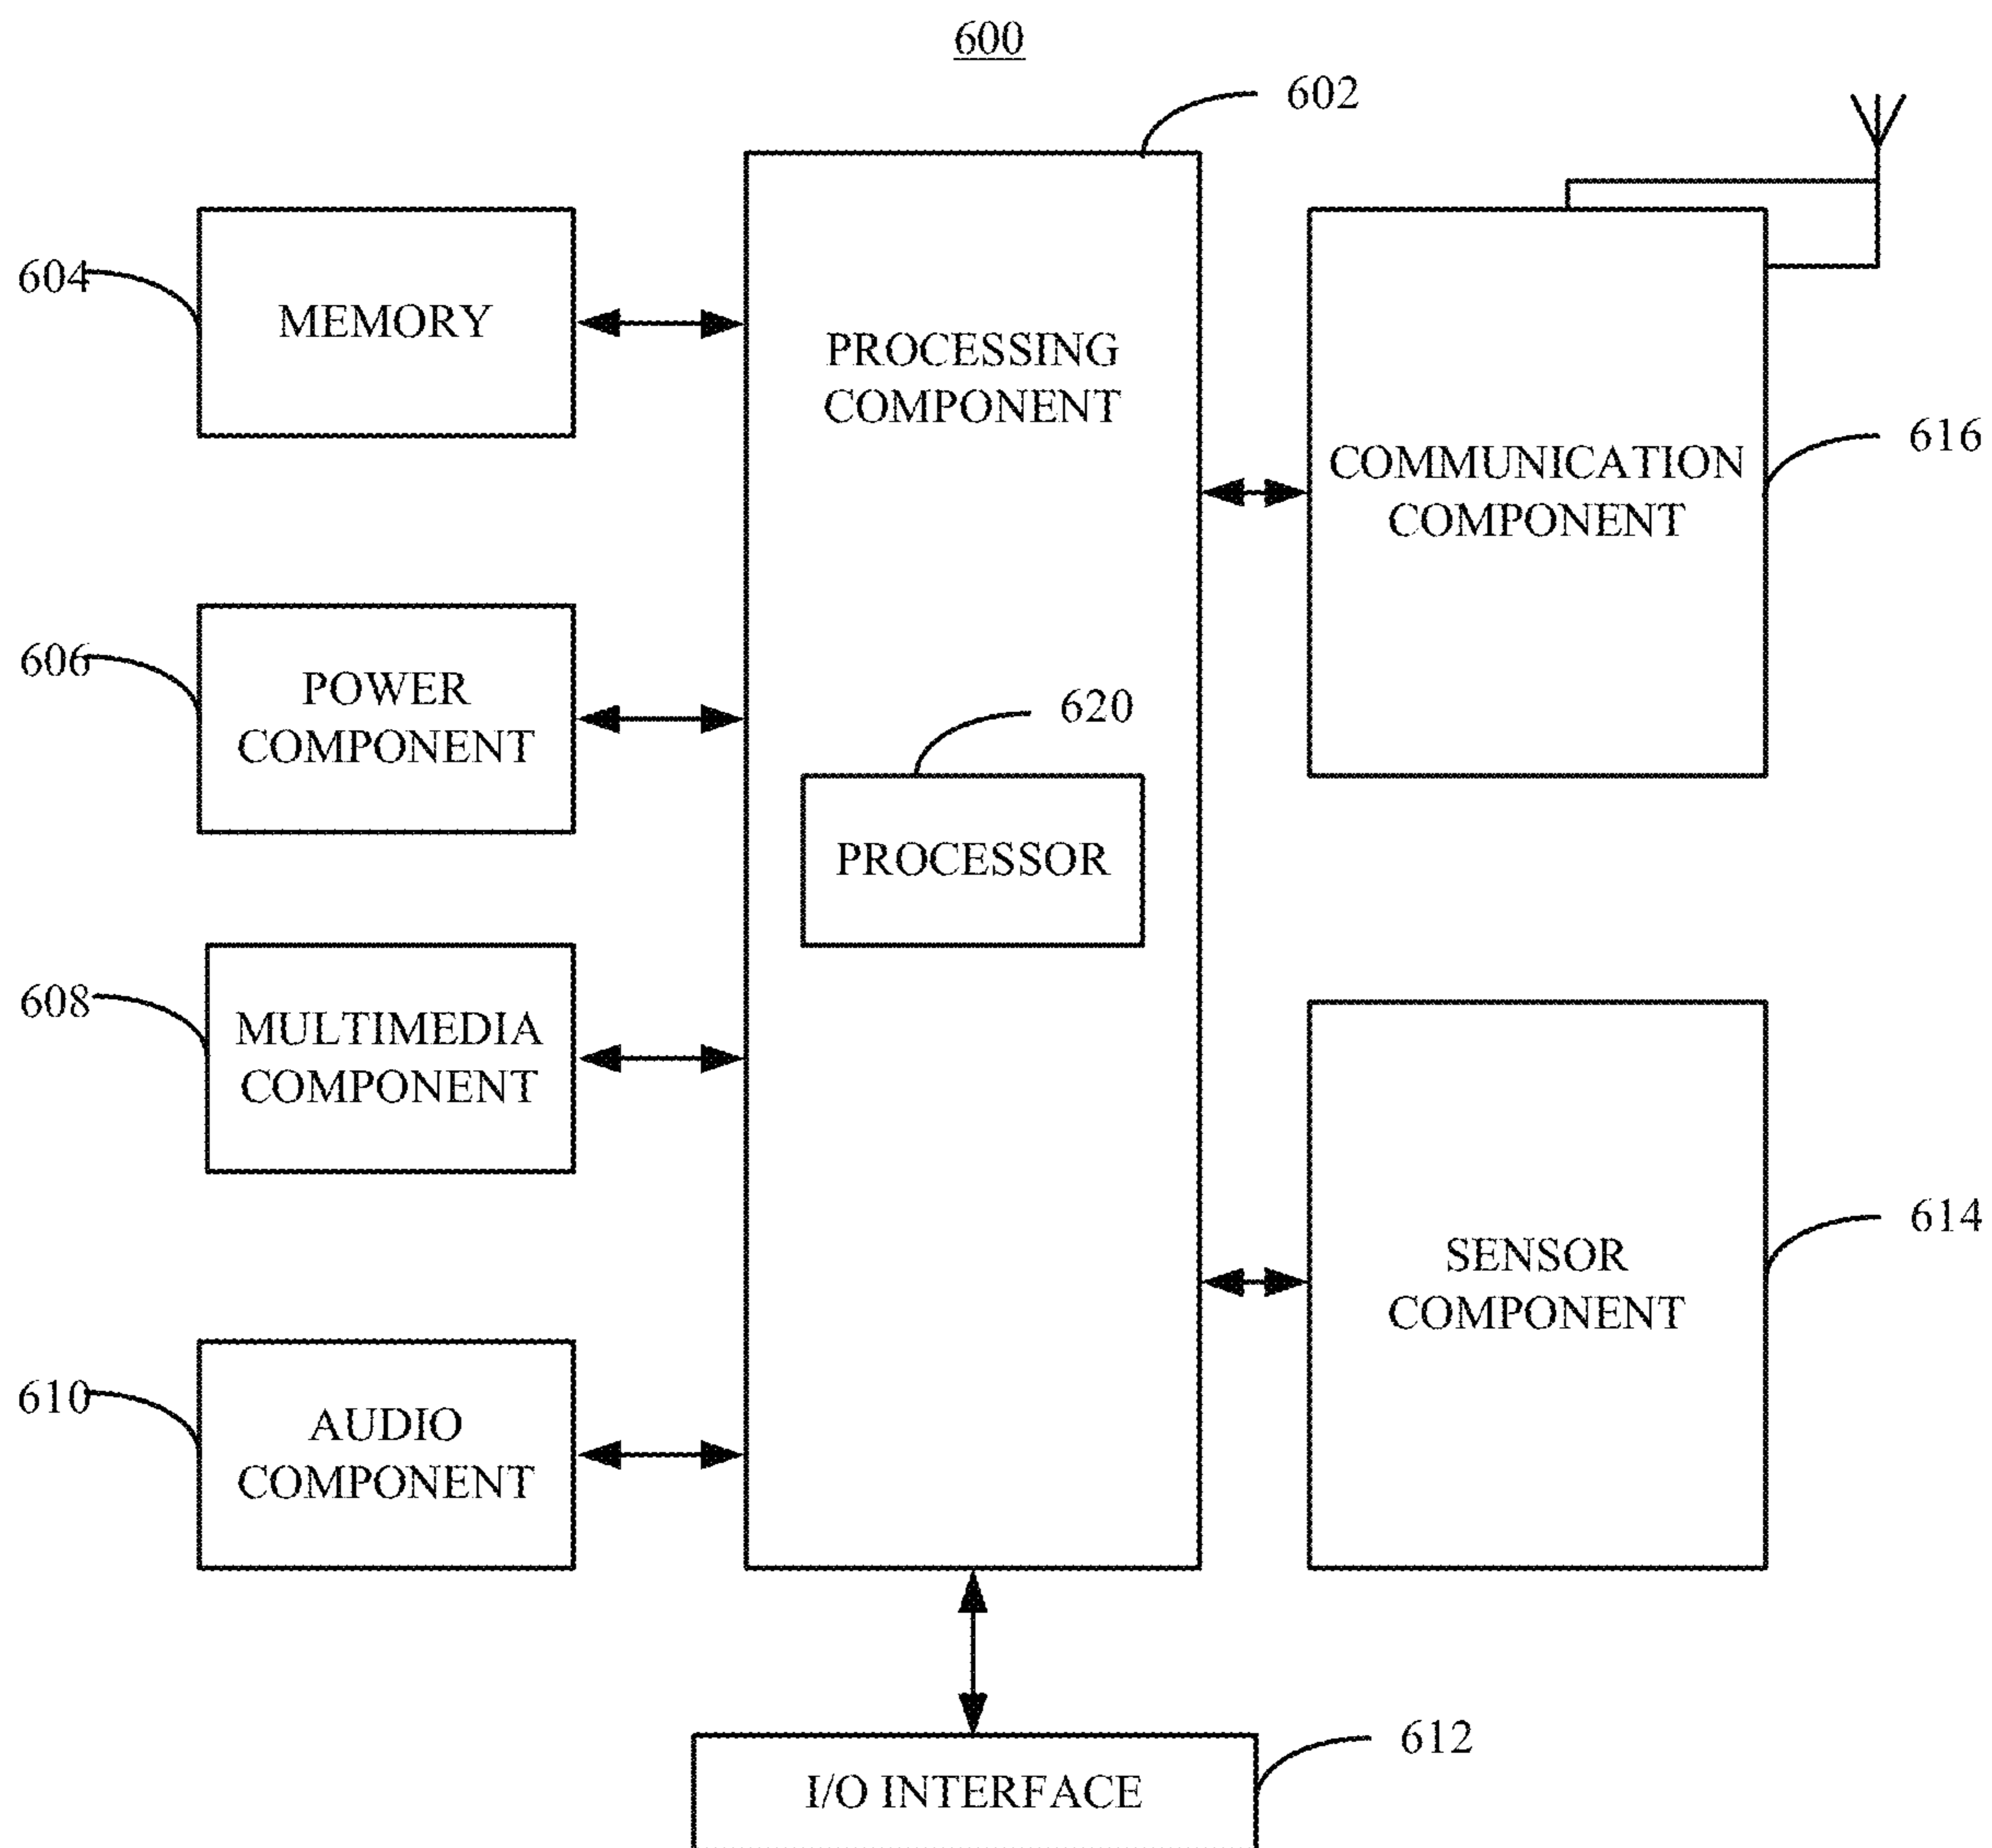 600
602
604
MEMORY
PROCESSING
COMPONENT
COMMUNICATION
COMPONENT
616
606
POWER
COMPONENT
620
PROCESSOR
608
MULTIMEDIA
COMPONENT
614
SENSOR
COMPONENT
610
AUDIO
COMPONENT
612
I/O INTERFACE